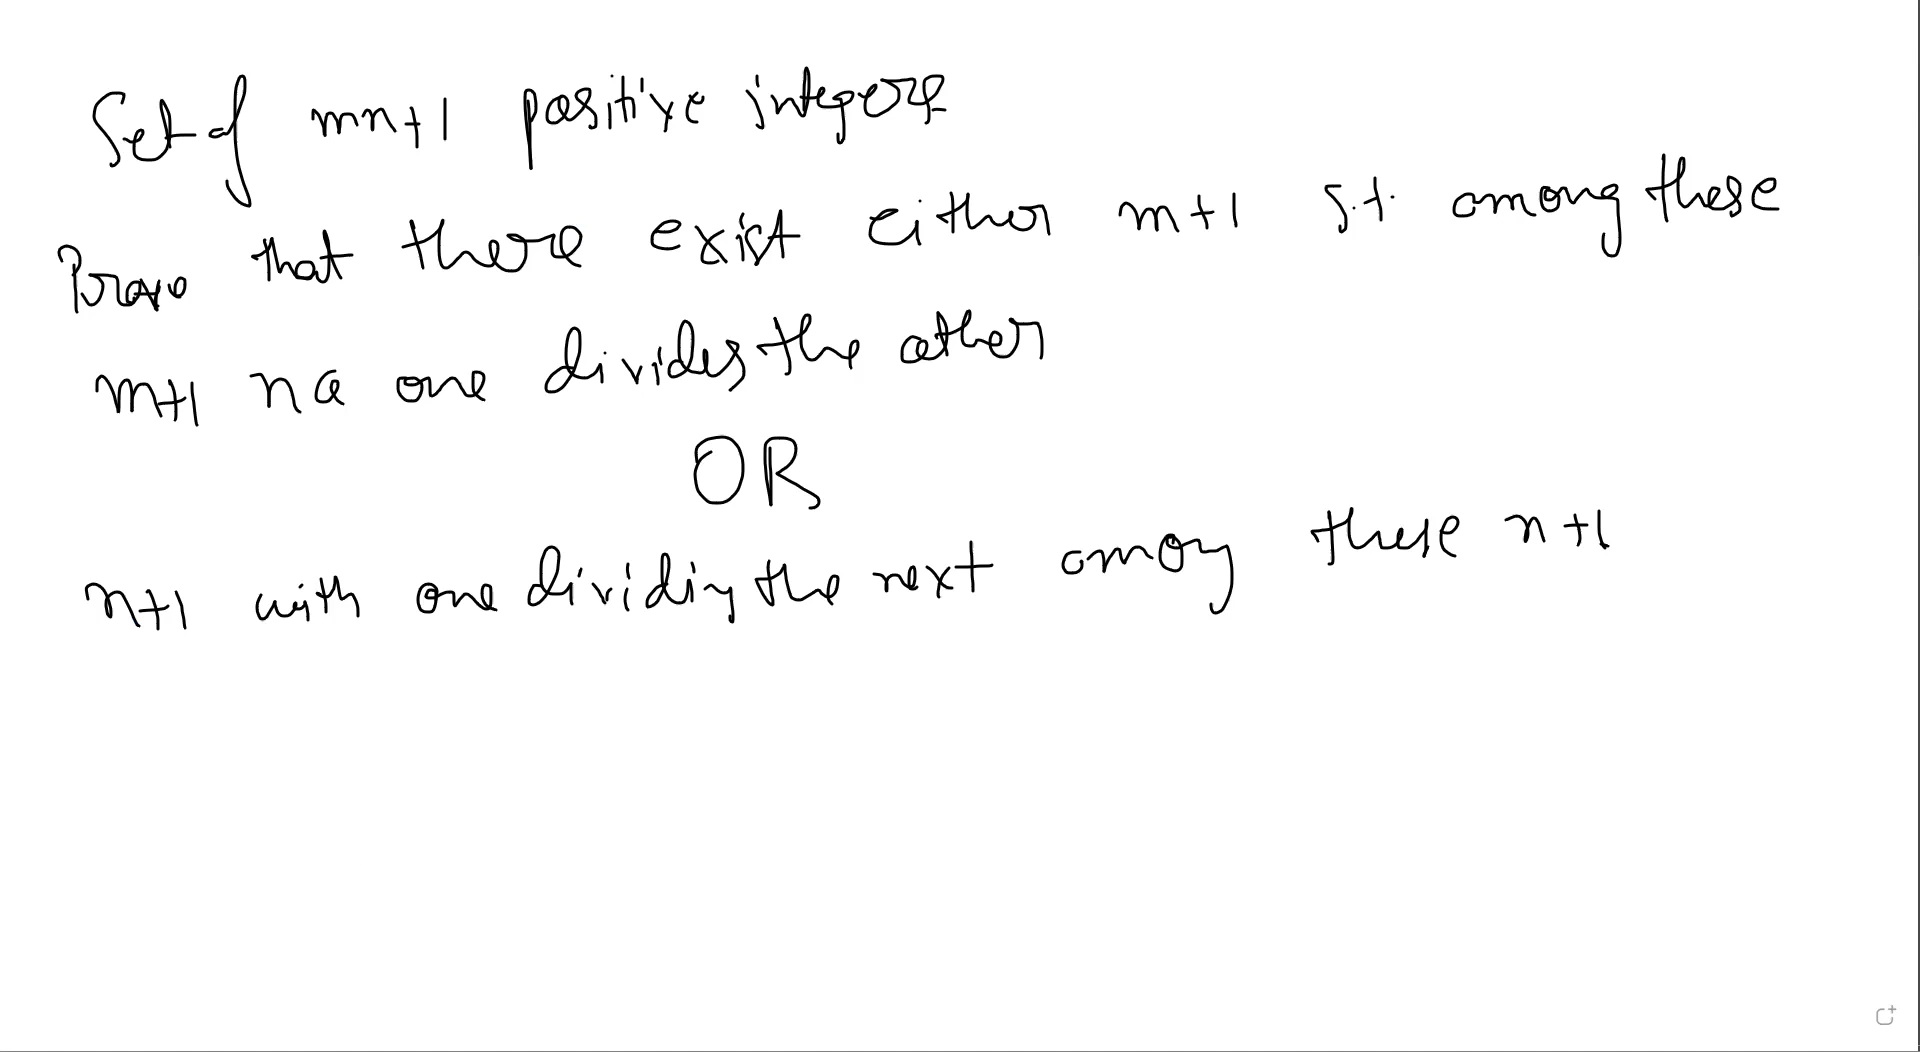 Set of mn+1 positive integers
Prove that there exist either m+1 s.t. among these
m+1 no one divides the other
OR
n+1 with one dividing the next among these n+1